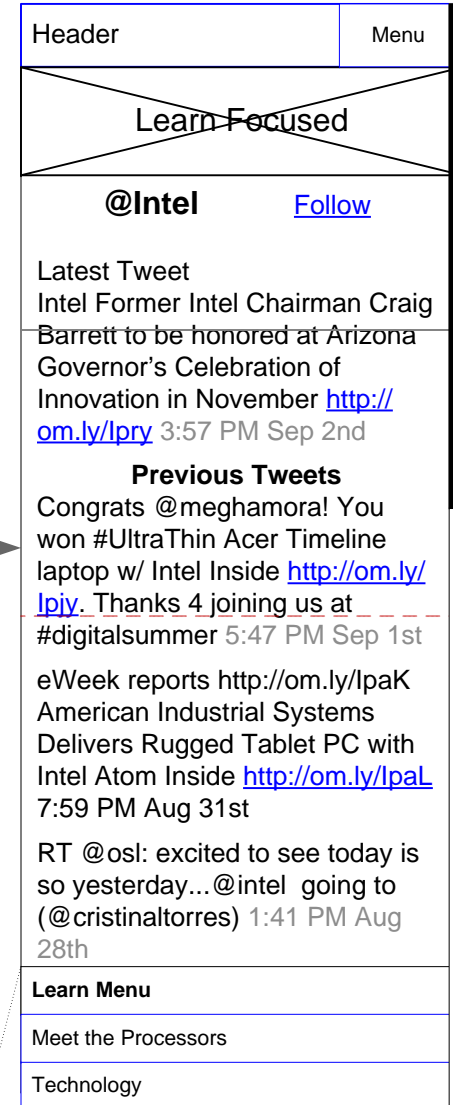 Header
Menu
Learn Focused
@Intel Follow
Latest Tweet
Intel Former Intel Chairman Craig
Barrett to be honored at Arizona
Governor’s Celebration of
Innovation in November http://
om.ly/Ipry 3:57 PM Sep 2nd
Previous Tweets
Congrats @meghamora! You
won #UltraThin Acer Timeline
laptop w/ Intel Inside http://om.ly/
Ipjy. Thanks 4 joining us at
#digitalsummer 5:47 PM Sep 1st
eWeek reports http://om.ly/IpaK
American Industrial Systems
Delivers Rugged Tablet PC with
Intel Atom Inside http://om.ly/IpaL
7:59 PM Aug 31st
RT @osl: excited to see today is
so yesterday...@intel  going to
(@cristinaltorres) 1:41 PM Aug
28th
Learn Menu
Meet the Processors
Technology